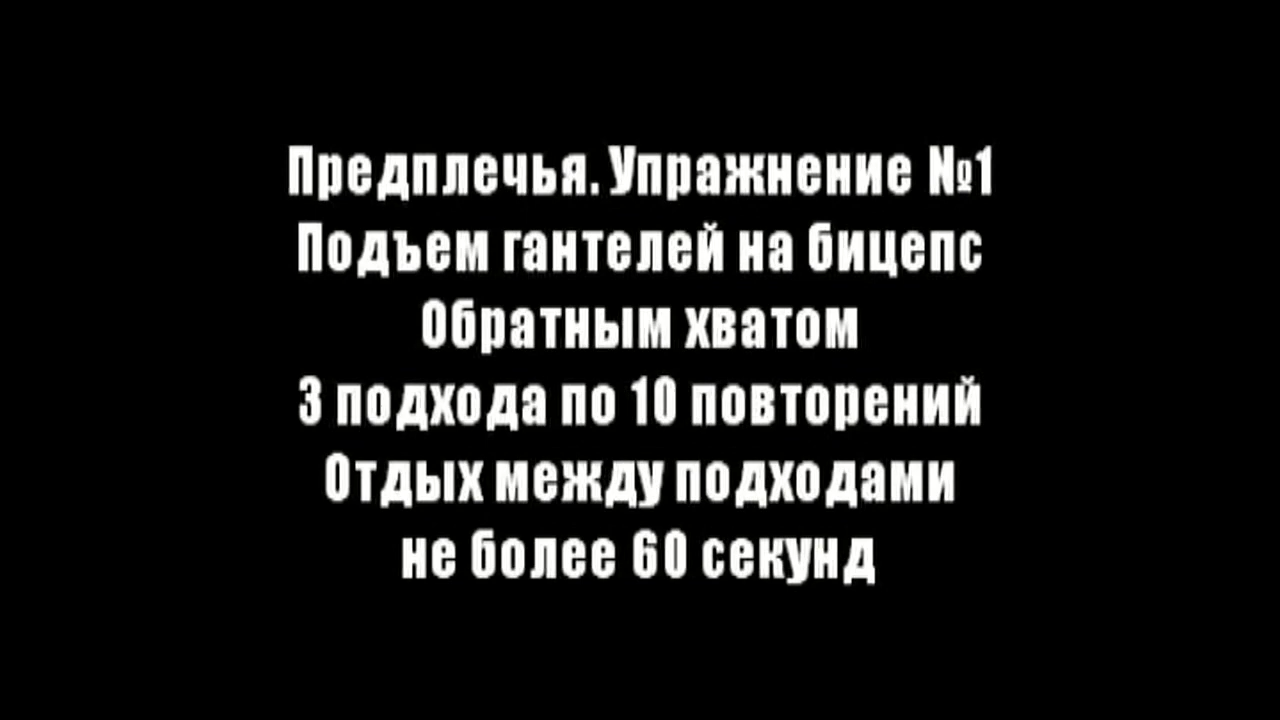 Предплечья. Упражнение №1
Подъем гантелей на бицепс
Обратным хватом
3 подхода по 10 повторений
Отдых между подходами
не более 60 секунд